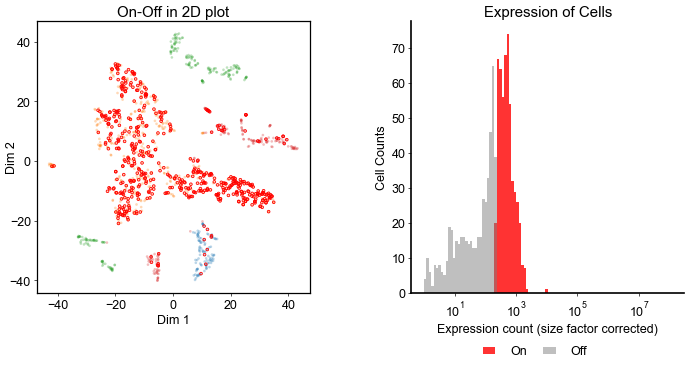 On-Off in 2D plot
Expression of Cells
Dim 2
40
20
0
−20
−40
−40 −20 0 20 40
Dim 1
Cell Counts
70
60
50
40
30
20
10
0
10^1 10^3 10^5 10^7
Expression count (size factor corrected)
On Off